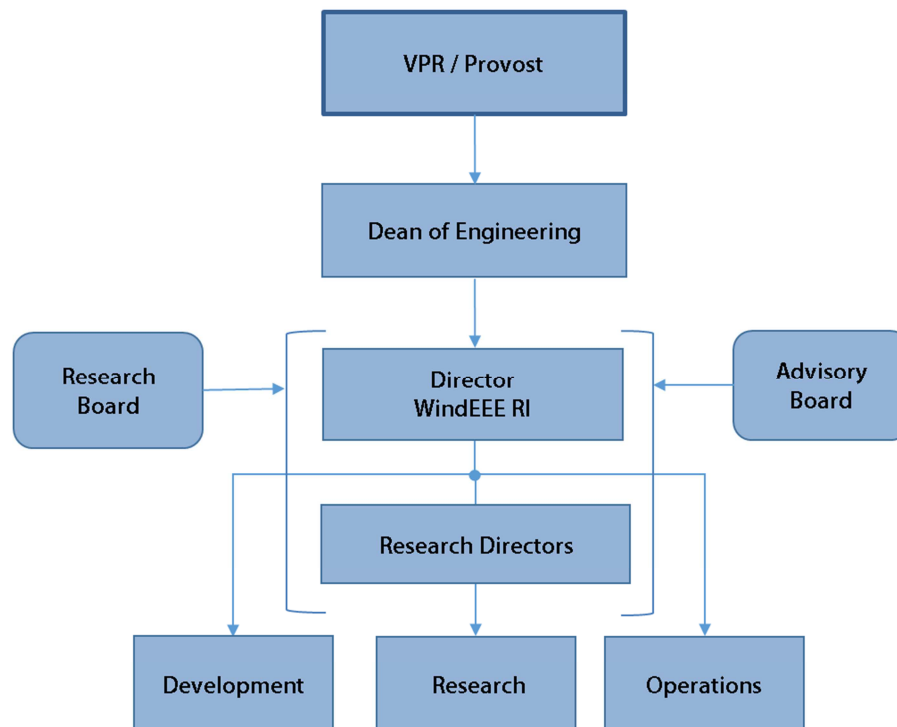 VPR / Provost
Dean of Engineering
Research
Board
Director
WindEEE RI
Advisory
Board
Research Directors
Development
Research
Operations